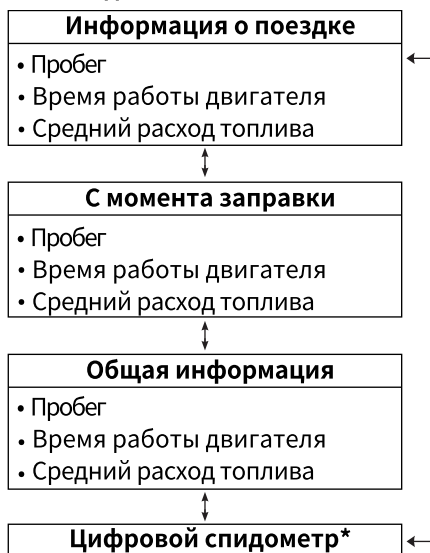 Информация о поездке
• Пробег
• Время работы двигателя
• Средний расход топлива
С момента заправки
• Пробег
• Время работы двигателя
• Средний расход топлива
Общая информация
• Пробег
• Время работы двигателя
• Средний расход топлива
Цифровой спидометр*